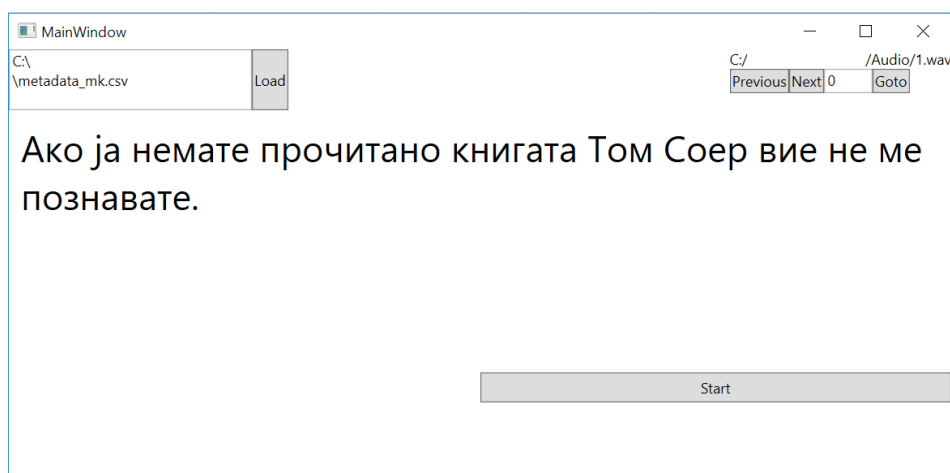 MainWindow
C:\
\metadata_mk.csv
Load
C:/ /Audio/1.wav
Previous Next 0 Goto
Ако ја немате прочитано книгата Том Соер вие не ме
познавате.
Start